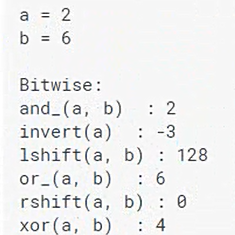 a = 2
b = 6
Bitwise:
and_(a, b)  : 2
invert(a)  : -3
lshift(a, b) : 128
or_(a, b)  : 6
rshift(a, b) : 0
xor(a, b)  : 4